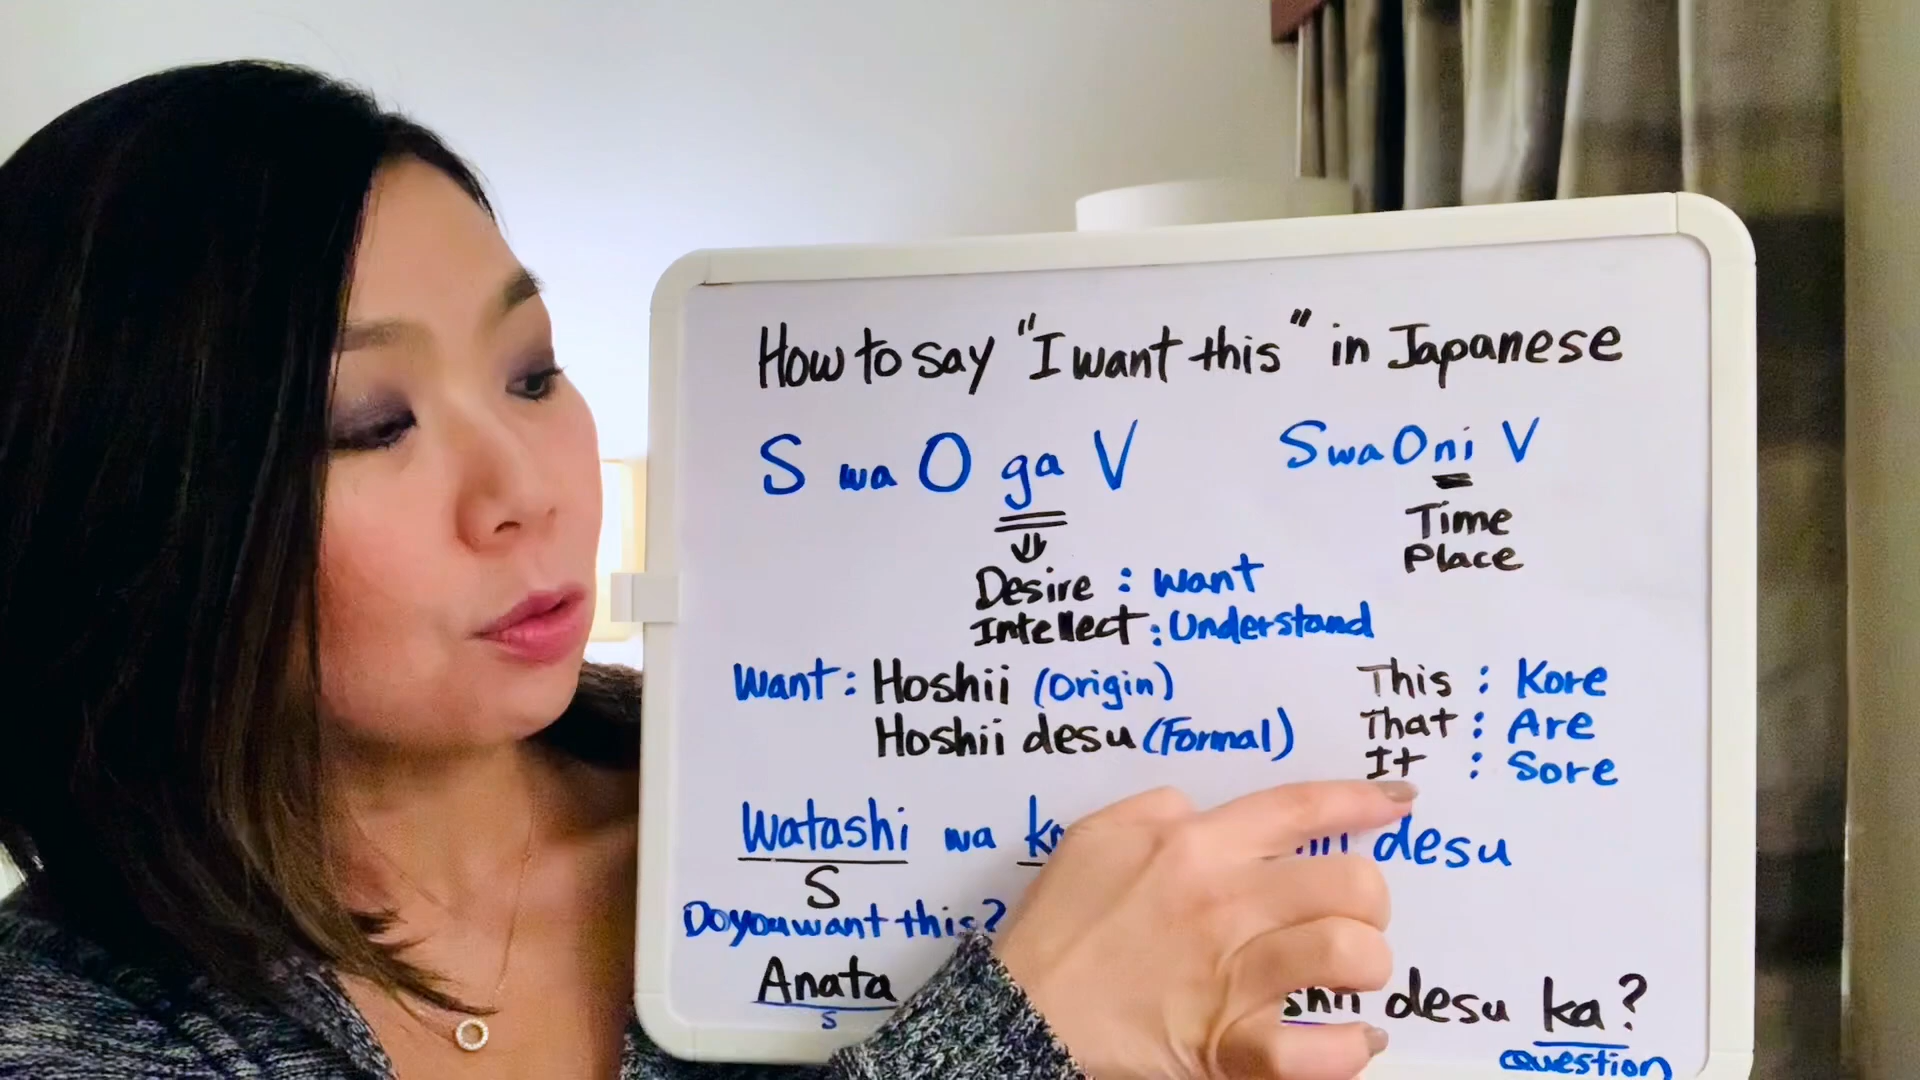 How to say "I want this" in Japanese
S wa O ga V
S wa O ni V
Time
Place
Desire : want
Intellect : Understand
Want : Hoshii (Origin)
Hoshii desu (Formal)
This : Kore
That : Are
It : Sore
Watashi wa desu
S
Do you want this?
Anata desu ka?
S
question